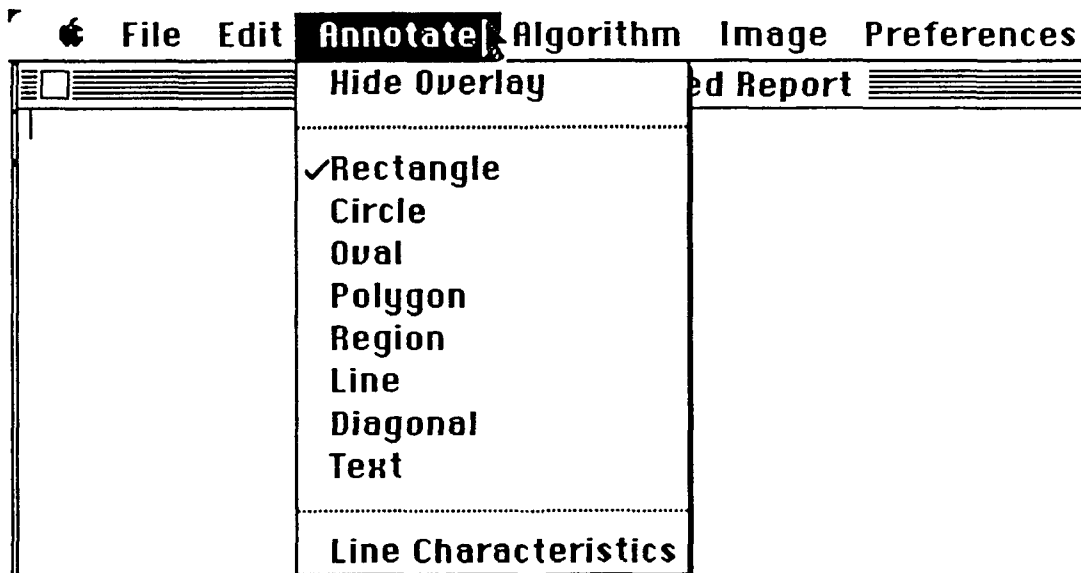 File Edit Annotate Algorithm Image Preferences
Hide Overlay
Report
Rectangle
Circle
Oval
Polygon
Region
Line
Diagonal
Text
Line Characteristics